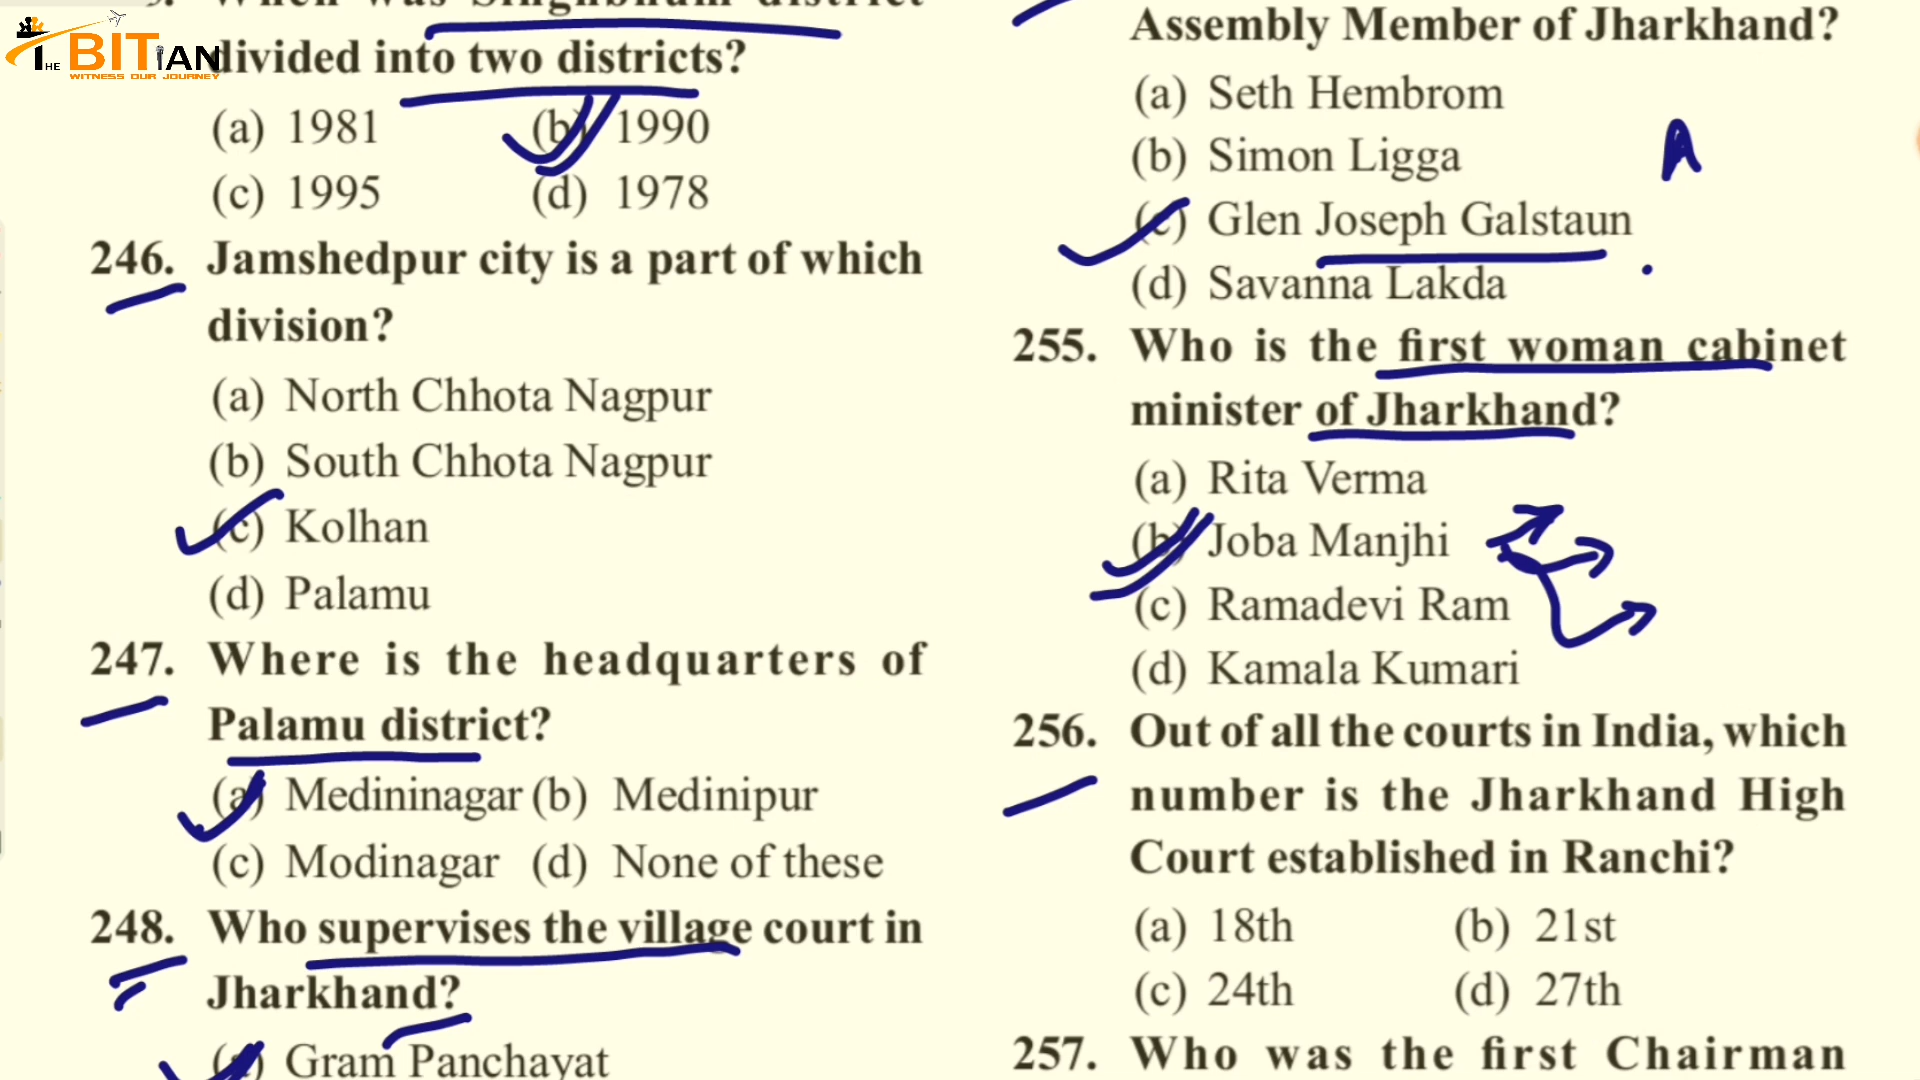 THE BITIAN
WITNESS OUR JOURNEY
When was Singhbhum district
divided into two districts?
(a) 1981 (b) 1990
(c) 1995 (d) 1978
246. Jamshedpur city is a part of which
division?
(a) North Chhota Nagpur
(b) South Chhota Nagpur
(c) Kolhan
(d) Palamu
247. Where is the headquarters of
Palamu district?
(a) Medininagar (b) Medinipur
(c) Modinagar (d) None of these
248. Who supervises the village court in
Jharkhand?
(a) Gram Panchayat
Assembly Member of Jharkhand?
(a) Seth Hembrom
(b) Simon Ligga
A
(c) Glen Joseph Galstaun
(d) Savanna Lakda
255. Who is the first woman cabinet
minister of Jharkhand?
(a) Rita Verma
(b) Joba Manjhi
(c) Ramadevi Ram
(d) Kamala Kumari
256. Out of all the courts in India, which
number is the Jharkhand High
Court established in Ranchi?
(a) 18th (b) 21st
(c) 24th (d) 27th
257. Who was the first Chairman